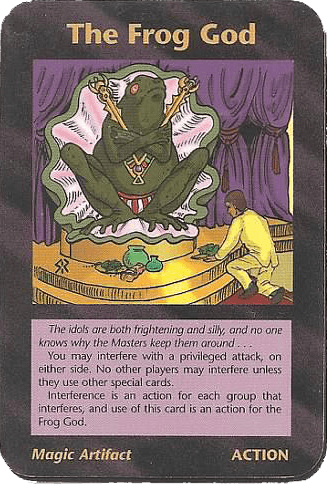 The Frog God
The idols are both frightening and silly, and no one
knows why the Masters keep them around . . .
You may interfere with a privileged attack, on
either side. No other players may interfere unless
they use other special cards.
Interference is an action for each group that
interferes, and use of this card is an action for the
Frog God.
Magic Artifact ACTION